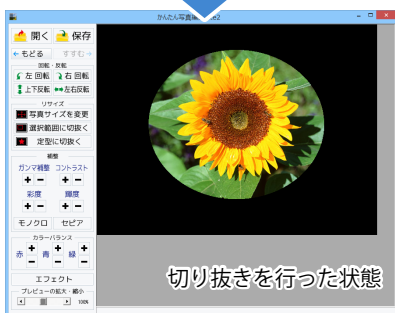 かんたん写真編
e2
開く 保存
←もどる すすむ→
回転・反転
左 回転 右 回転
上下反転 左右反転
リサイズ
写真サイズを変更
選択範囲に切抜く
定型に切抜く
補整
ガンマ補整 コントラスト
+ − + −
彩度 輝度
+ − + −
モノクロ セピア
カラーバランス
赤 + − 青 + − 緑 + −
エフェクト
プレビューの拡大・縮小
100%
切り抜きを行った状態